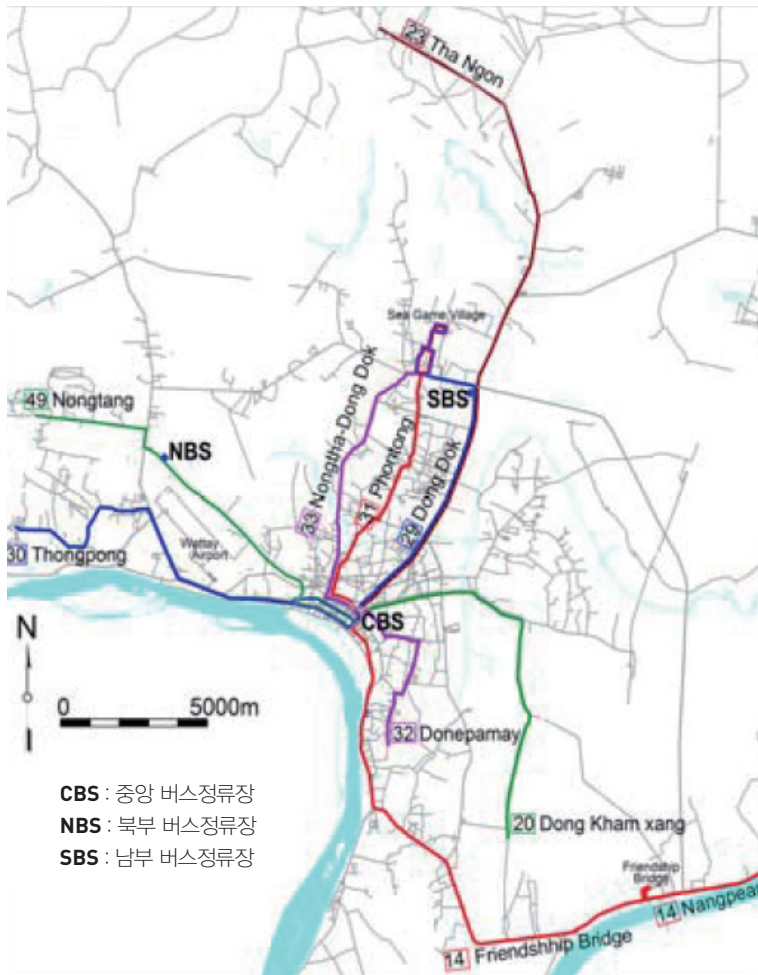 23 Tha Ngon
Sea Game Village
49 Nongtang
NBS
SBS
33 Nongtha-Dong Dok
31 Phontong
29 Dong Dok
Wattay
Airport
30 Thongpong
CBS
N
0 5000m
32 Donepamay
CBS : 중앙 버스정류장
NBS : 북부 버스정류장
SBS : 남부 버스정류장
20 Dong Kham xang
Friendship
Bridge
14 Nangpear
14 Friendshhip Bridge